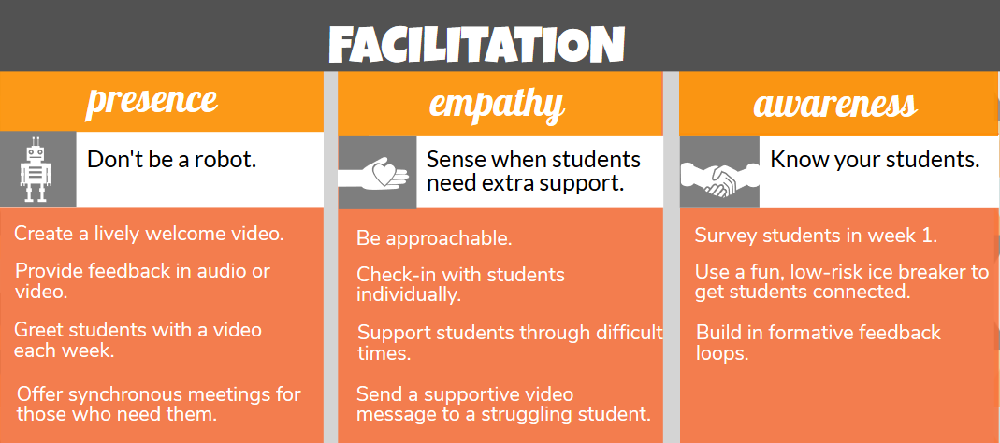 FACILITATION
presence
Don't be a robot.
Create a lively welcome video.
Provide feedback in audio or
video.
Greet students with a video
each week.
Offer synchronous meetings for
those who need them.
empathy
Sense when students
need extra support.
Be approachable.
Check-in with students
individually.
Support students through difficult
times.
Send a supportive video
message to a struggling student.
awareness
Know your students.
Survey students in week 1.
Use a fun, low-risk ice breaker to
get students connected.
Build in formative feedback
loops.